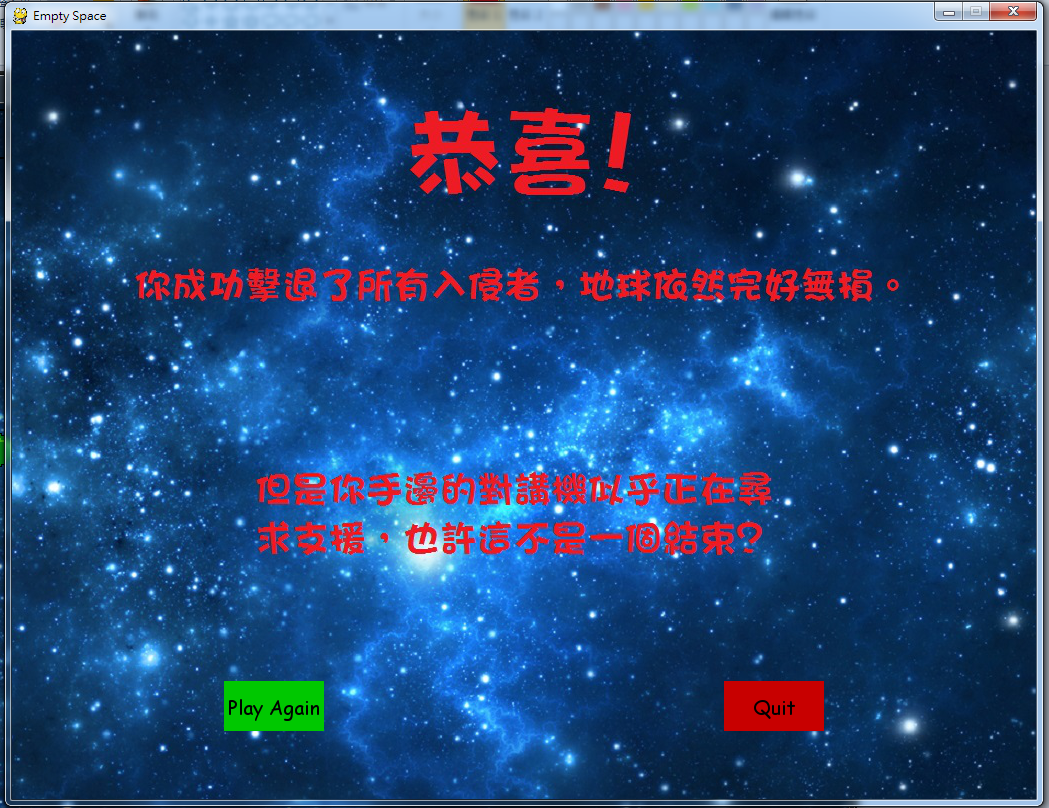 Empty Space
恭喜!
你成功擊退了所有入侵者，地球依然完好無損。
但是你手邊的對講機似乎正在尋
求支援，也許這不是一個結束?
Play Again
Quit